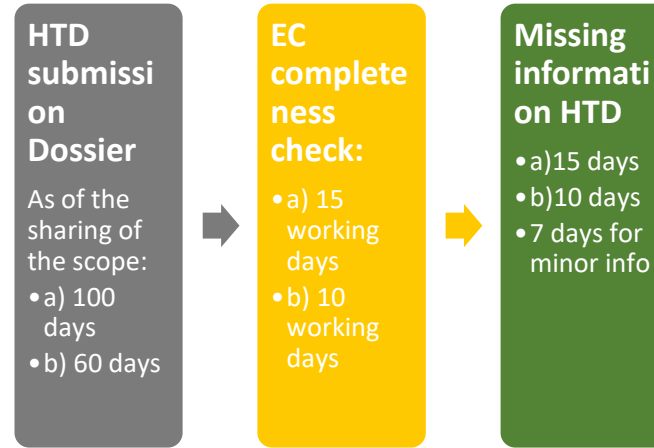 HTD
submissi
on
Dossier
As of the
sharing of
the scope:
•a) 100
days
•b) 60 days
EC
complete
ness
check:
•a) 15
working
days
•b) 10
working
days
Missing
informati
on HTD
•a)15 days
•b)10 days
•7 days for
minor info